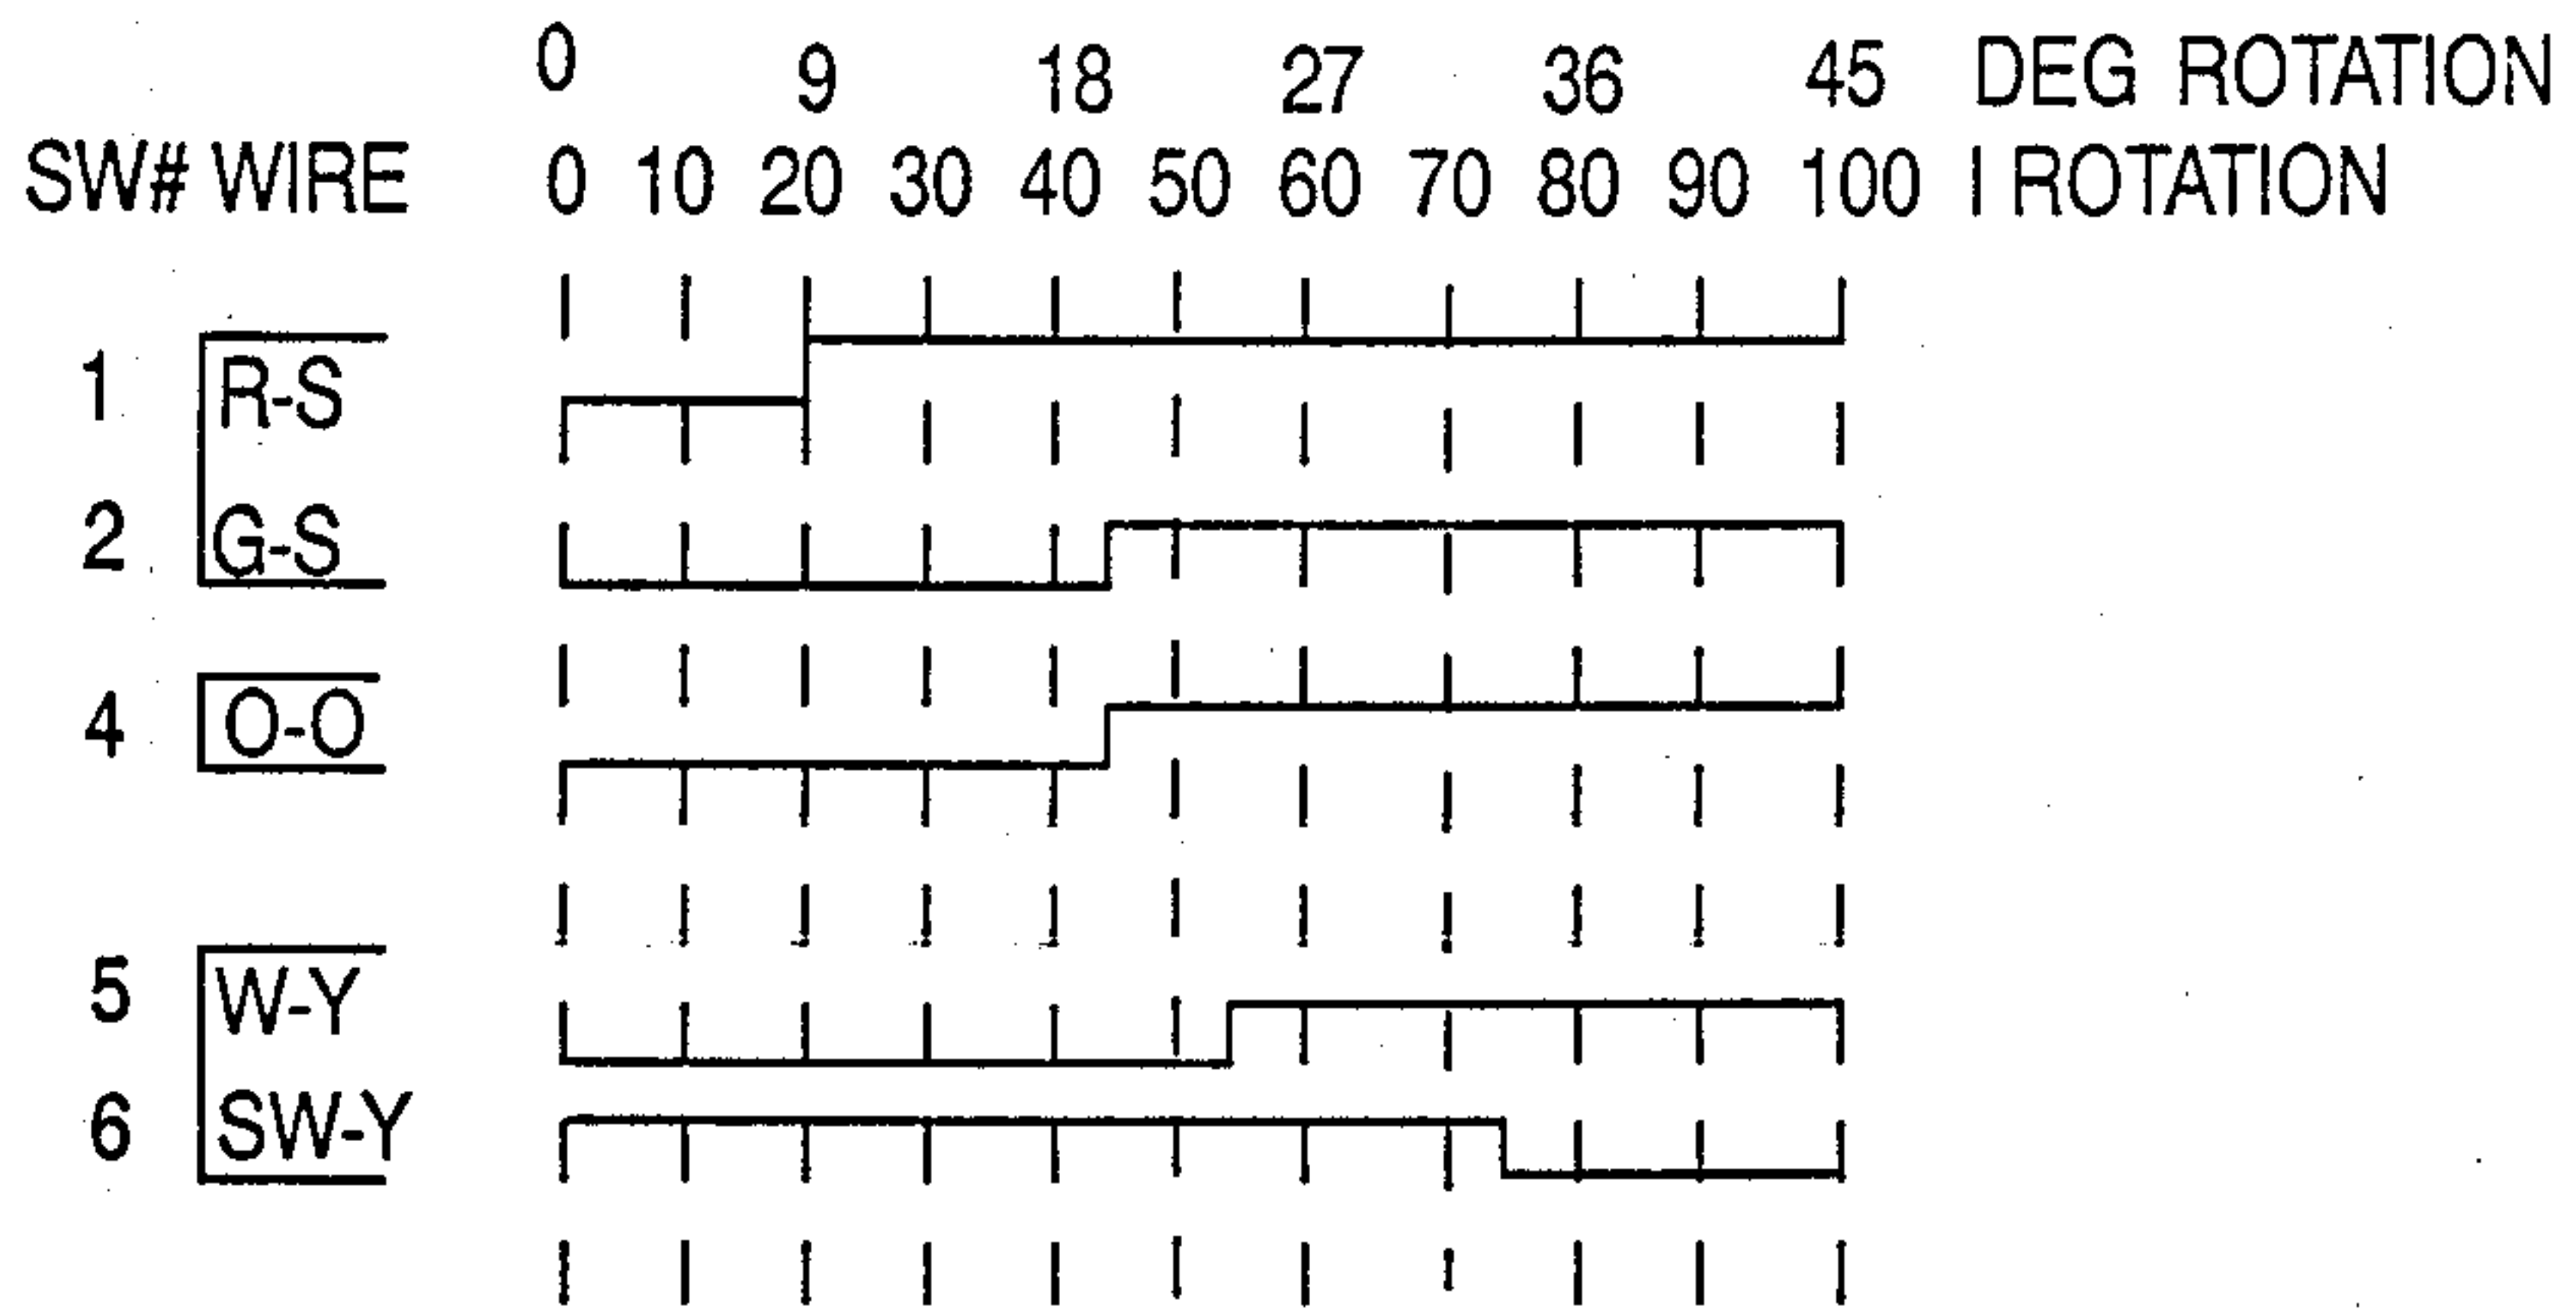 0 9 18 27 36 45 DEG ROTATION
SW# WIRE 0 10 20 30 40 50 60 70 80 90 100 I ROTATION
1 R-S
2 G-S
4 O-O
5 W-Y
6 SW-Y